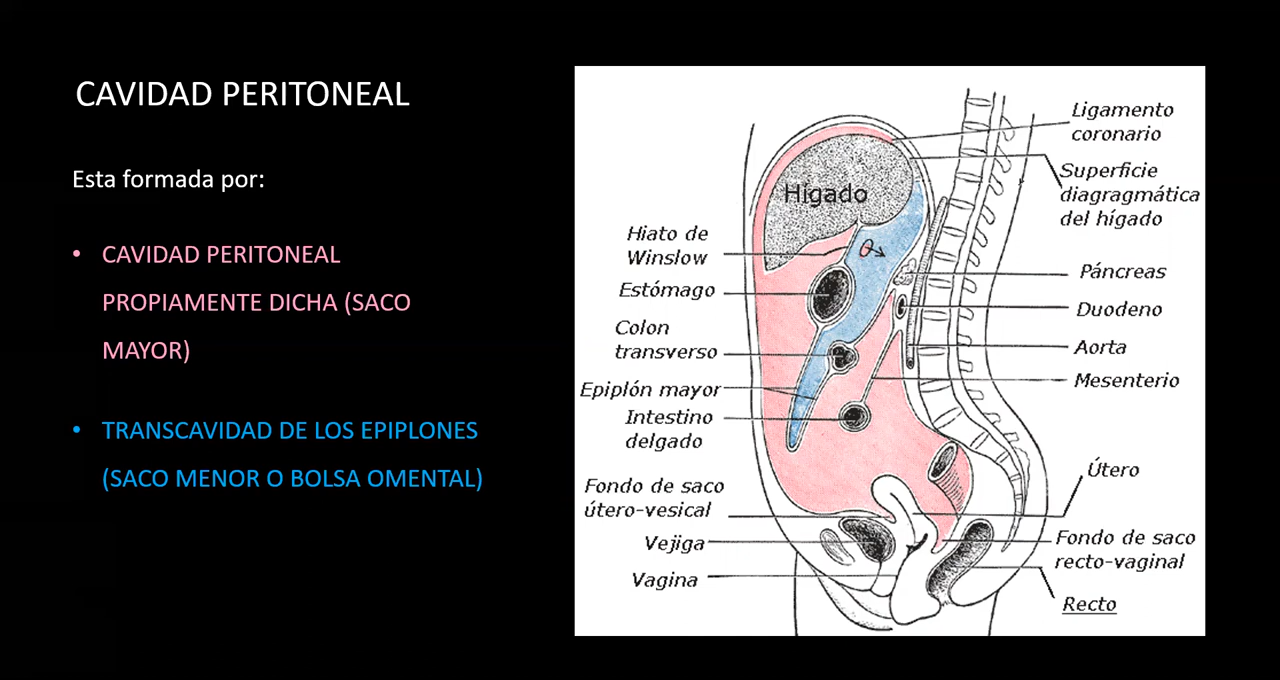 CAVIDAD PERITONEAL
Esta formada por:
• CAVIDAD PERITONEAL
PROPIAMENTE DICHA (SACO
MAYOR)
• TRANSCAVIDAD DE LOS EPIPLONES
(SACO MENOR O BOLSA OMENTAL)
Hígado
Hiato de
Winslow
Estómago
Colon
transverso
Epiplón mayor
Intestino
delgado
Fondo de saco
útero-vesical
Vejiga
Vagina
Ligamento
coronario
Superficie
diagragmática
del hígado
Páncreas
Duodeno
Aorta
Mesenterio
Útero
Fondo de saco
recto-vaginal
Recto